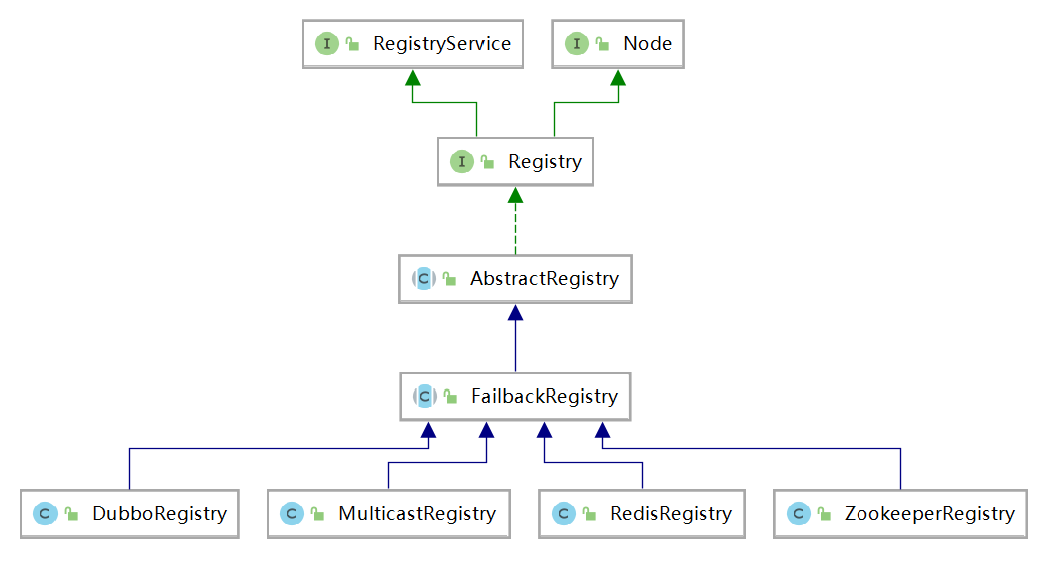 I RegistryService
I Node
I Registry
C AbstractRegistry
C FailbackRegistry
C DubboRegistry
C MulticastRegistry
C RedisRegistry
C ZookeeperRegistry